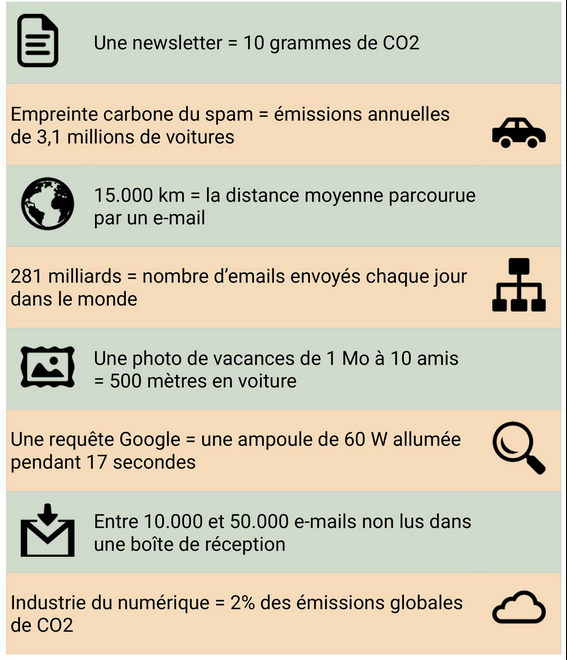 Une newsletter = 10 grammes de CO2
Empreinte carbone du spam = émissions annuelles
de 3,1 millions de voitures
15.000 km = la distance moyenne parcourue
par un e-mail
281 milliards = nombre d’emails envoyés chaque jour
dans le monde
Une photo de vacances de 1 Mo à 10 amis
= 500 mètres en voiture
Une requête Google = une ampoule de 60 W allumée
pendant 17 secondes
Entre 10.000 et 50.000 e-mails non lus dans
une boîte de réception
Industrie du numérique = 2% des émissions globales
de CO2